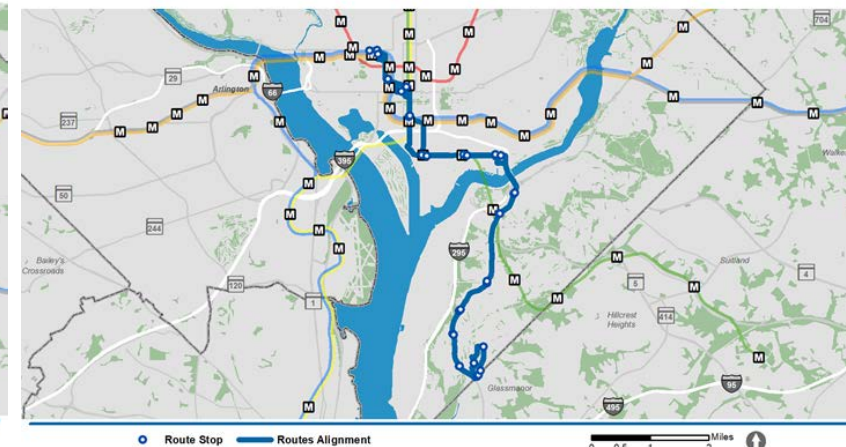 704
29
Arlington
66
237
395
50
244
Bailey's
Crossroads
120
1
295
Suitland
4
5
Hillcrest
Heights
414
Glassmanor
95
495
Route Stop
Routes Alignment
Miles